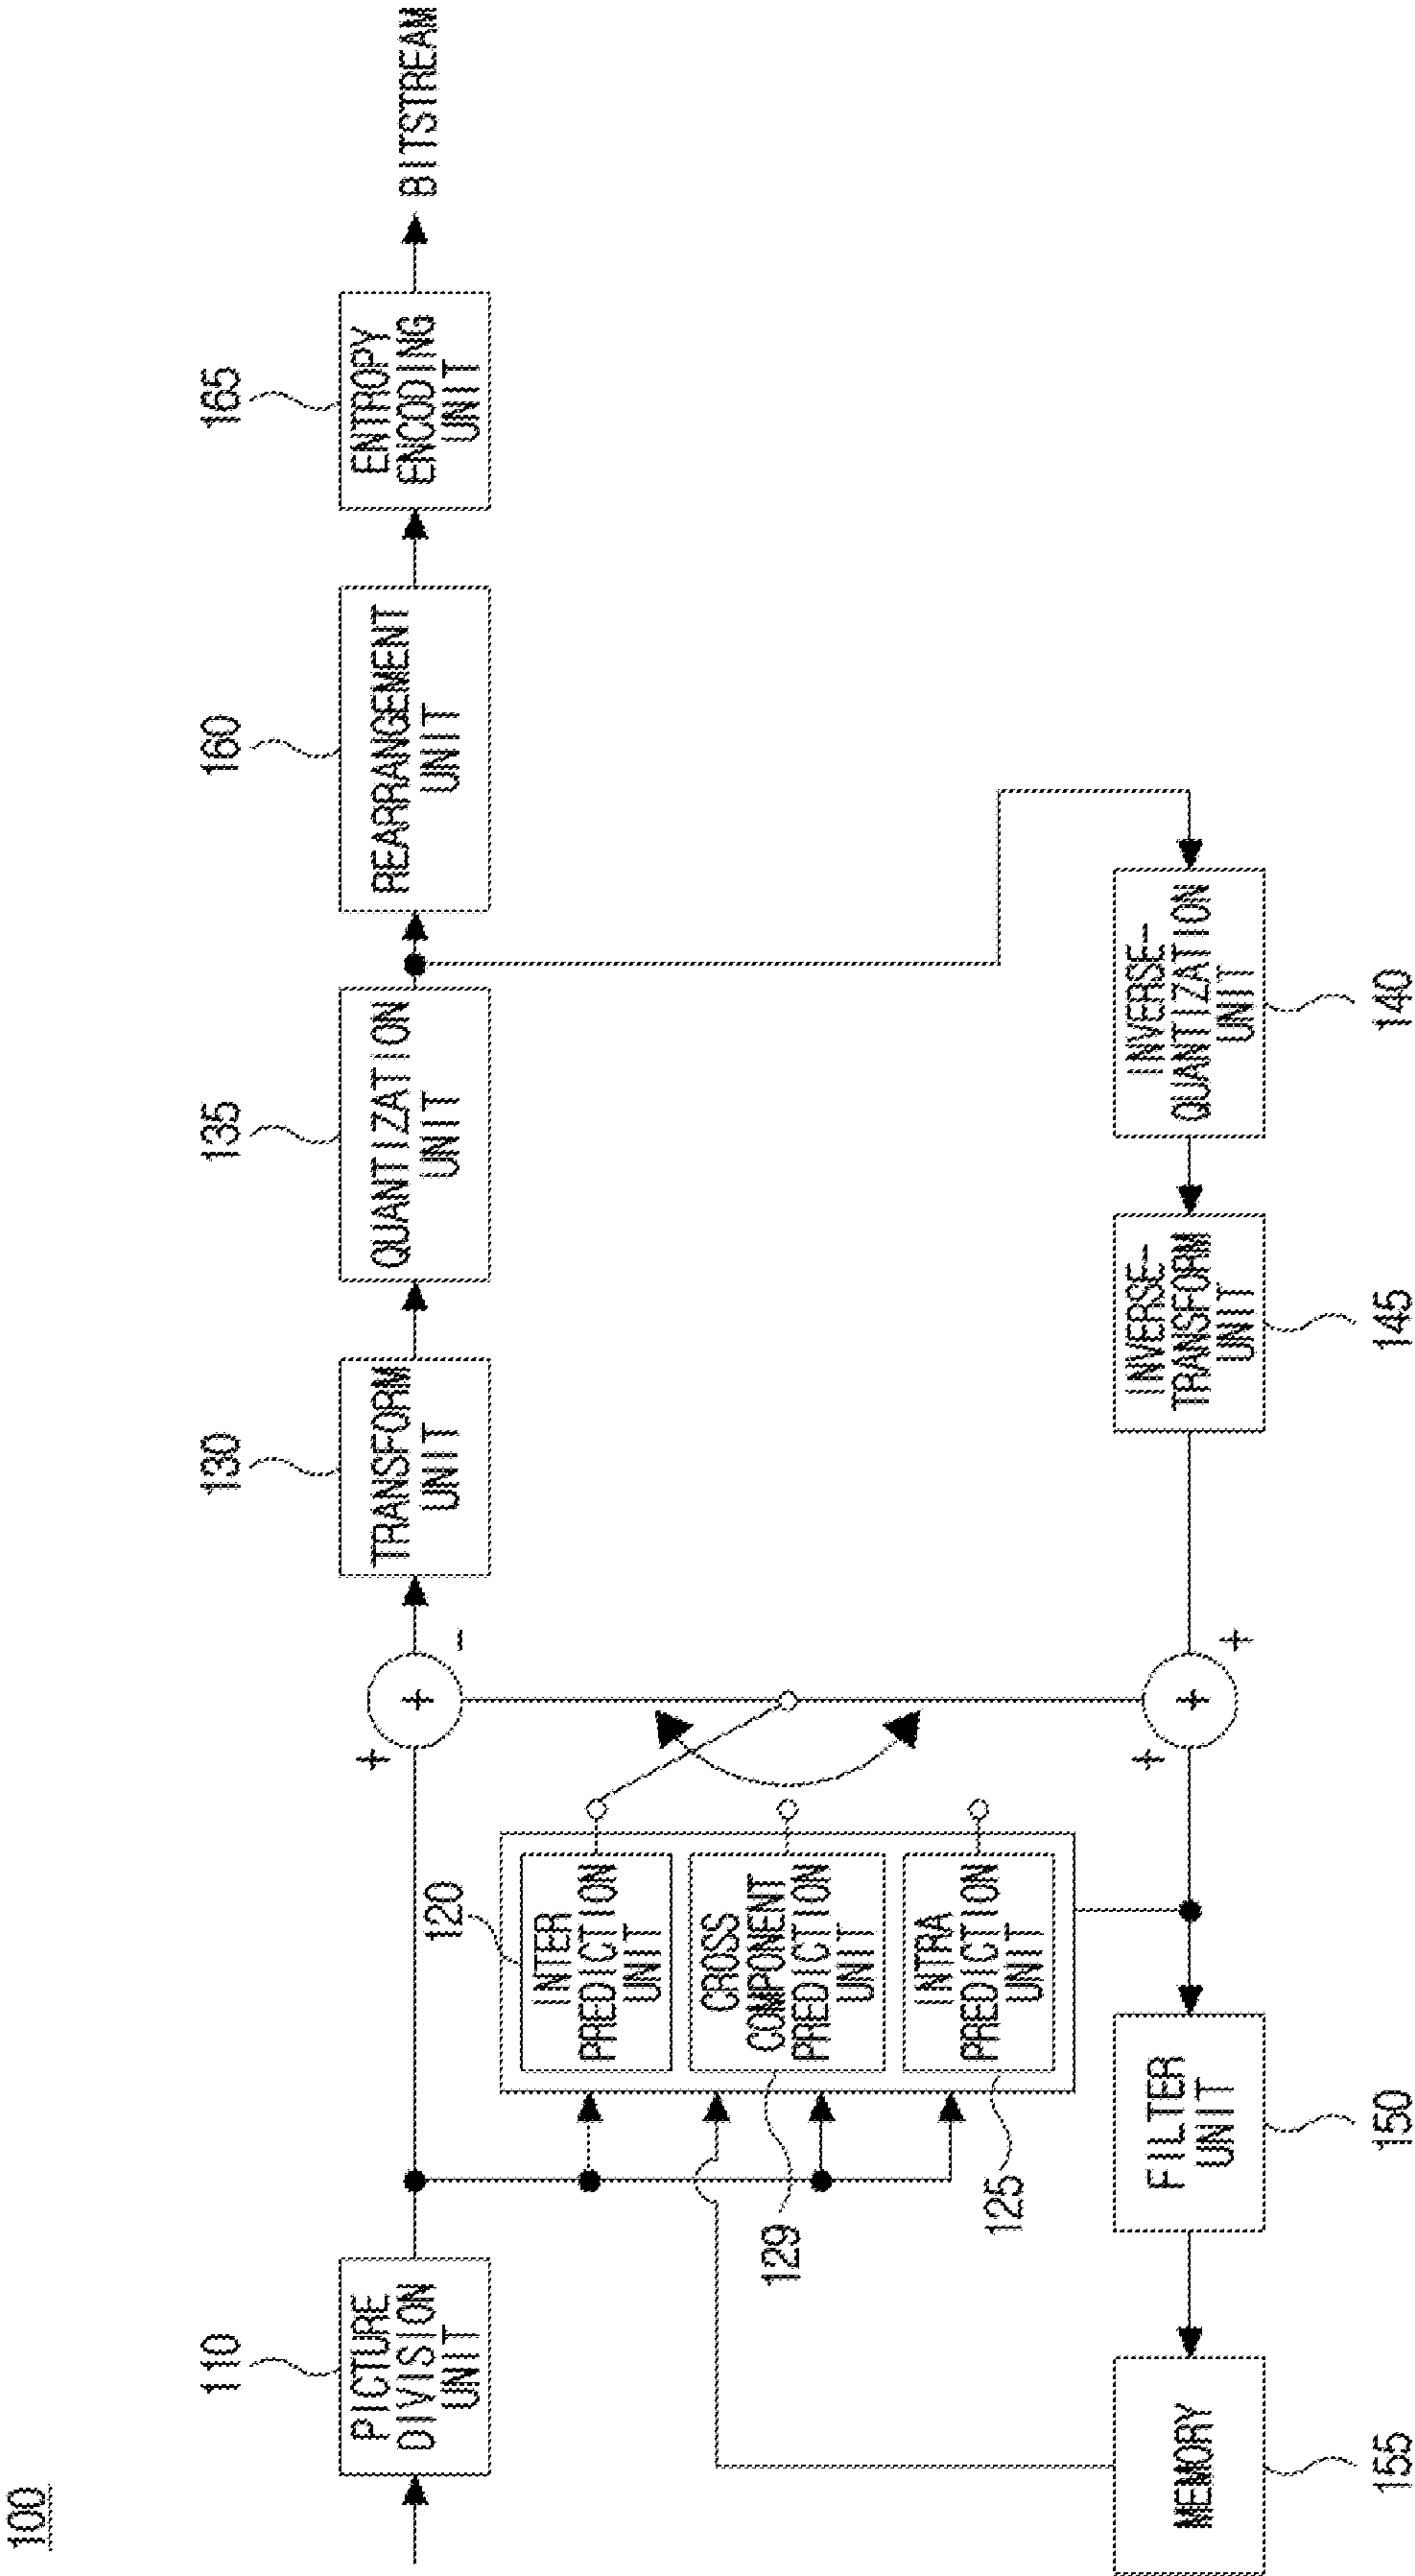 100
110
130
135
160
165
PICTURE
DIVISION
UNIT
+
+
-
TRANSFORM
UNIT
QUANTIZATION
UNIT
REARRANGEMENT
UNIT
ENTROPY
ENCODING
UNIT
BITSTREAM
120
INTER
PREDICTION
UNIT
CROSS
COMPONENT
PREDICTION
UNIT
INTRA
PREDICTION
UNIT
129
125
MEMORY
FILTER
UNIT
+
+
+
INVERSE-
TRANSFORM
UNIT
INVERSE-
QUANTIZATION
UNIT
155
150
145
140